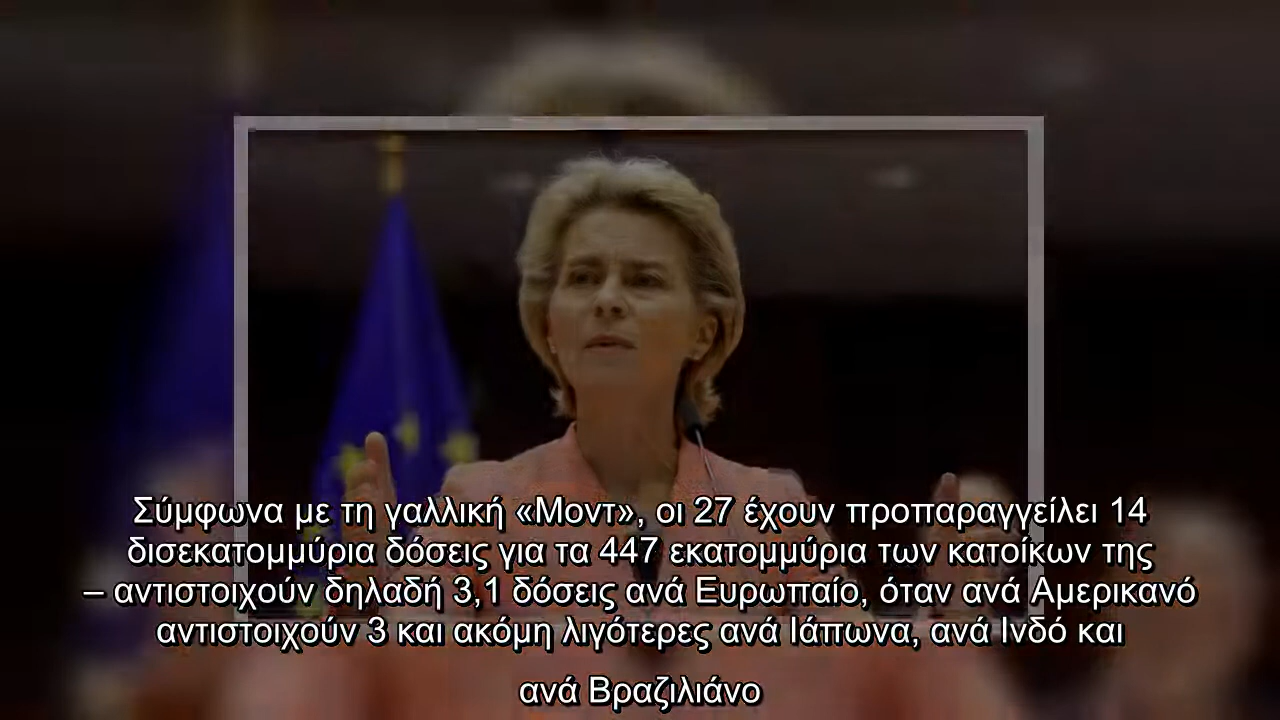 Σύμφωνα με τη γαλλική «Μοντ», οι 27 έχουν προπαραγγείλει 14
δισεκατομμύρια δόσεις για τα 447 εκατομμύρια των κατοίκων της
– αντιστοιχούν δηλαδή 3,1 δόσεις ανά Ευρωπαίο, όταν ανά Αμερικανό
αντιστοιχούν 3 και ακόμη λιγότερες ανά Ιάπωνα, ανά Ινδό και
ανά Βραζιλιάνο